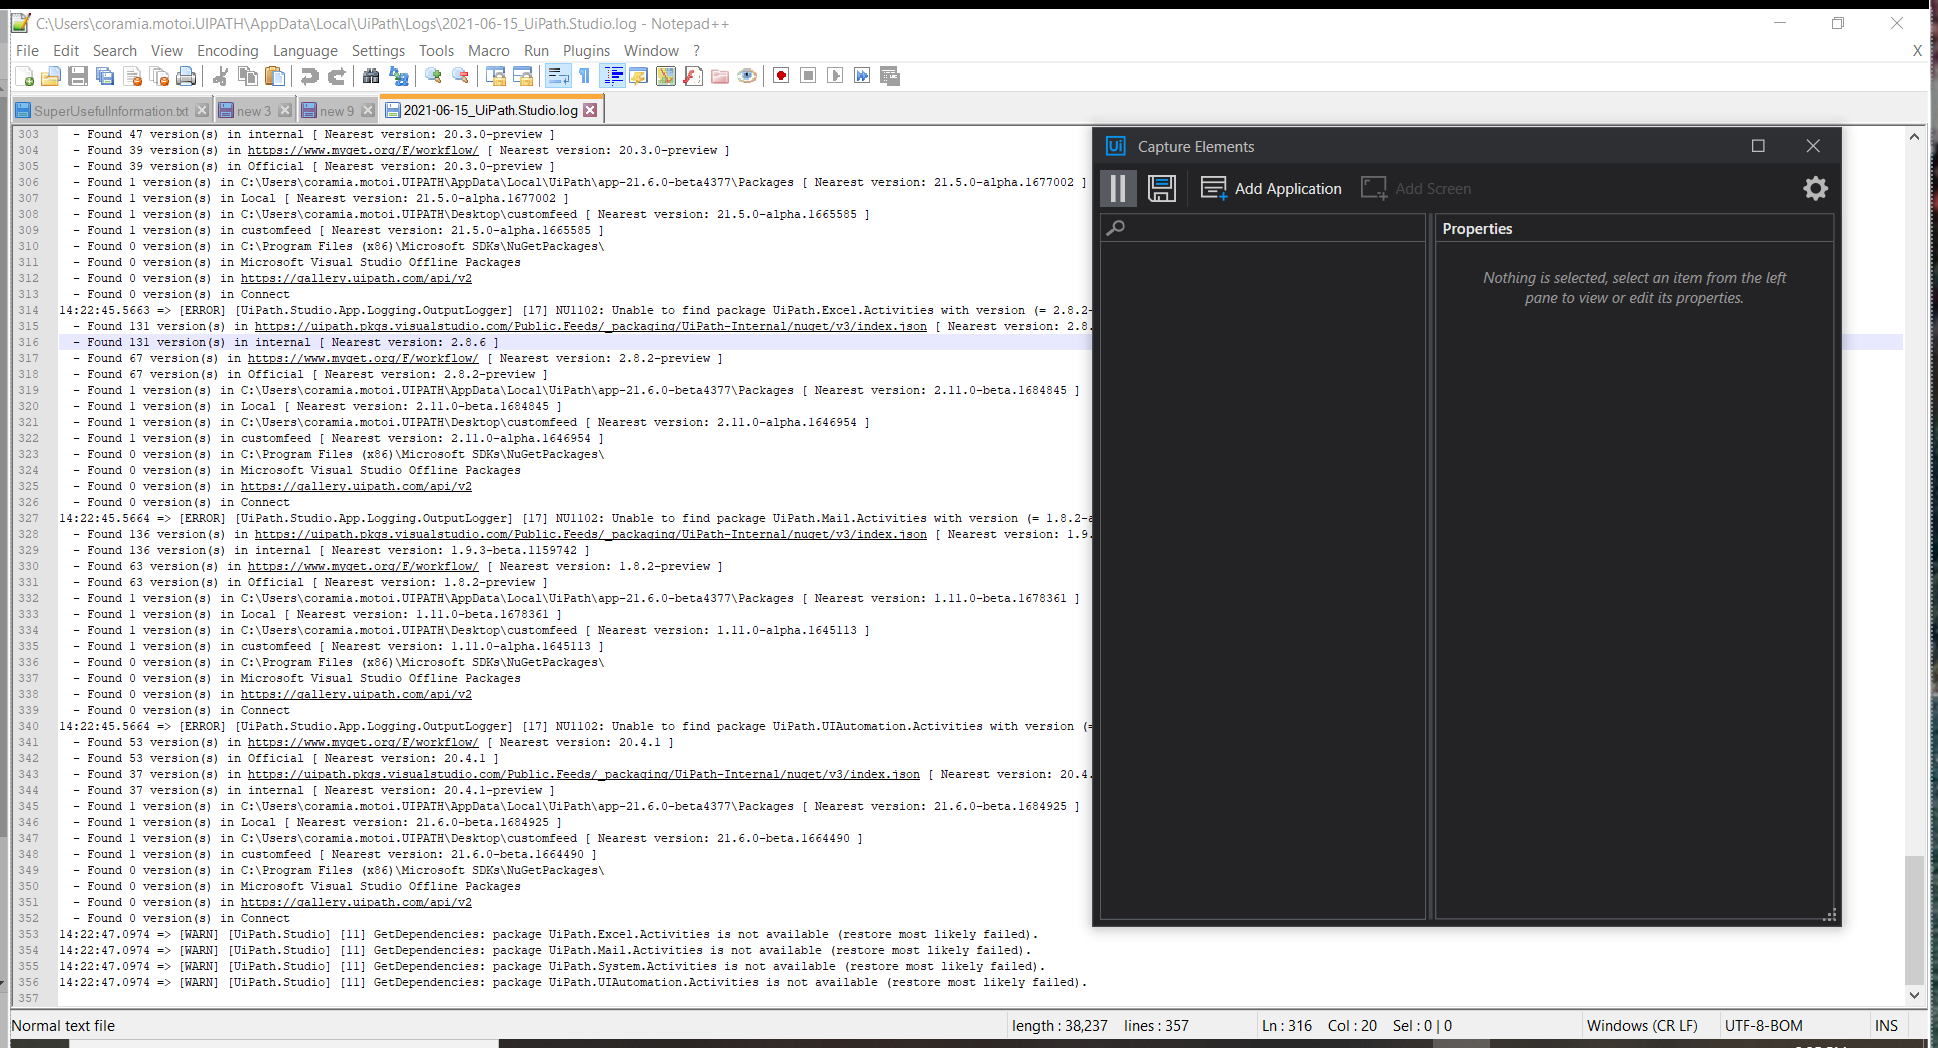 C:\Users\coramia.motoi.UIPATH\AppData\Local\UiPath\Logs\2021-06-15_UiPath.Studio.log - Notepad++
File Edit Search View Encoding Language Settings Tools Macro Run Plugins Window ? X
SuperUsefulInformation.txt new 3 new 9 2021-06-15_UiPath.Studio.log
303 - Found 47 version(s) in internal [ Nearest version: 20.3.0-preview ]
304 - Found 39 version(s) in https://www.myget.org/F/workflow/ [ Nearest version: 20.3.0-preview ]
305 - Found 39 version(s) in Official [ Nearest version: 20.3.0-preview ]
306 - Found 1 version(s) in C:\Users\coramia.motoi.UIPATH\AppData\Local\UiPath\app-21.6.0-beta4377\Packages [ Nearest version: 21.5.0-alpha.1677002 ]
307 - Found 1 version(s) in Local [ Nearest version: 21.5.0-alpha.1677002 ]
308 - Found 1 version(s) in C:\Users\coramia.motoi.UIPATH\Desktop\customfeed [ Nearest version: 21.5.0-alpha.1665585 ]
309 - Found 1 version(s) in customfeed [ Nearest version: 21.5.0-alpha.1665585 ]
310 - Found 0 version(s) in C:\Program Files (x86)\Microsoft SDKs\NuGetPackages\
311 - Found 0 version(s) in Microsoft Visual Studio Offline Packages
312 - Found 0 version(s) in https://gallery.uipath.com/api/v2
313 - Found 0 version(s) in Connect
314 14:22:45.5663 => [ERROR] [UiPath.Studio.App.Logging.OutputLogger] [17] NU1102: Unable to find package UiPath.Excel.Activities with version (= 2.8.2-
315 - Found 131 version(s) in https://uipath.pkgs.visualstudio.com/Public.Feeds/_packaging/UiPath-Internal/nuget/v3/index.json [ Nearest version: 2.8.
316 - Found 131 version(s) in internal [ Nearest version: 2.8.6 ]
317 - Found 67 version(s) in https://www.myget.org/F/workflow/ [ Nearest version: 2.8.2-preview ]
318 - Found 67 version(s) in Official [ Nearest version: 2.8.2-preview ]
319 - Found 1 version(s) in C:\Users\coramia.motoi.UIPATH\AppData\Local\UiPath\app-21.6.0-beta4377\Packages [ Nearest version: 2.11.0-beta.1684845 ]
320 - Found 1 version(s) in Local [ Nearest version: 2.11.0-beta.1684845 ]
321 - Found 1 version(s) in C:\Users\coramia.motoi.UIPATH\Desktop\customfeed [ Nearest version: 2.11.0-alpha.1646954 ]
322 - Found 1 version(s) in customfeed [ Nearest version: 2.11.0-alpha.1646954 ]
323 - Found 0 version(s) in C:\Program Files (x86)\Microsoft SDKs\NuGetPackages\
324 - Found 0 version(s) in Microsoft Visual Studio Offline Packages
325 - Found 0 version(s) in https://gallery.uipath.com/api/v2
326 - Found 0 version(s) in Connect
327 14:22:45.5664 => [ERROR] [UiPath.Studio.App.Logging.OutputLogger] [17] NU1102: Unable to find package UiPath.Mail.Activities with version (= 1.8.2-a
328 - Found 136 version(s) in https://uipath.pkgs.visualstudio.com/Public.Feeds/_packaging/UiPath-Internal/nuget/v3/index.json [ Nearest version: 1.9.
329 - Found 136 version(s) in internal [ Nearest version: 1.9.3-beta.1159742 ]
330 - Found 63 version(s) in https://www.myget.org/F/workflow/ [ Nearest version: 1.8.2-preview ]
331 - Found 63 version(s) in Official [ Nearest version: 1.8.2-preview ]
332 - Found 1 version(s) in C:\Users\coramia.motoi.UIPATH\AppData\Local\UiPath\app-21.6.0-beta4377\Packages [ Nearest version: 1.11.0-beta.1678361 ]
333 - Found 1 version(s) in Local [ Nearest version: 1.11.0-beta.1678361 ]
334 - Found 1 version(s) in C:\Users\coramia.motoi.UIPATH\Desktop\customfeed [ Nearest version: 1.11.0-alpha.1645113 ]
335 - Found 1 version(s) in customfeed [ Nearest version: 1.11.0-alpha.1645113 ]
336 - Found 0 version(s) in C:\Program Files (x86)\Microsoft SDKs\NuGetPackages\
337 - Found 0 version(s) in Microsoft Visual Studio Offline Packages
338 - Found 0 version(s) in https://gallery.uipath.com/api/v2
339 - Found 0 version(s) in Connect
340 14:22:45.5664 => [ERROR] [UiPath.Studio.App.Logging.OutputLogger] [17] NU1102: Unable to find package UiPath.UIAutomation.Activities with version (=
341 - Found 53 version(s) in https://www.myget.org/F/workflow/ [ Nearest version: 20.4.1 ]
342 - Found 53 version(s) in Official [ Nearest version: 20.4.1 ]
343 - Found 37 version(s) in https://uipath.pkgs.visualstudio.com/Public.Feeds/_packaging/UiPath-Internal/nuget/v3/index.json [ Nearest version: 20.4.
344 - Found 37 version(s) in internal [ Nearest version: 20.4.1-preview ]
345 - Found 1 version(s) in C:\Users\coramia.motoi.UIPATH\AppData\Local\UiPath\app-21.6.0-beta4377\Packages [ Nearest version: 21.6.0-beta.1684925 ]
346 - Found 1 version(s) in Local [ Nearest version: 21.6.0-beta.1684925 ]
347 - Found 1 version(s) in C:\Users\coramia.motoi.UIPATH\Desktop\customfeed [ Nearest version: 21.6.0-beta.1664490 ]
348 - Found 1 version(s) in customfeed [ Nearest version: 21.6.0-beta.1664490 ]
349 - Found 0 version(s) in C:\Program Files (x86)\Microsoft SDKs\NuGetPackages\
350 - Found 0 version(s) in Microsoft Visual Studio Offline Packages
351 - Found 0 version(s) in https://gallery.uipath.com/api/v2
352 - Found 0 version(s) in Connect
353 14:22:47.0974 => [WARN] [UiPath.Studio] [11] GetDependencies: package UiPath.Excel.Activities is not available (restore most likely failed).
354 14:22:47.0974 => [WARN] [UiPath.Studio] [11] GetDependencies: package UiPath.Mail.Activities is not available (restore most likely failed).
355 14:22:47.0974 => [WARN] [UiPath.Studio] [11] GetDependencies: package UiPath.System.Activities is not available (restore most likely failed).
356 14:22:47.0974 => [WARN] [UiPath.Studio] [11] GetDependencies: package UiPath.UIAutomation.Activities is not available (restore most likely failed).
357
Ui Capture Elements
Add Application Add Screen
Properties
Nothing is selected, select an item from the left
pane to view or edit its properties.
Normal text file length : 38,237 lines : 357 Ln : 316 Col : 20 Sel : 0 | 0 Windows (CR LF) UTF-8-BOM INS